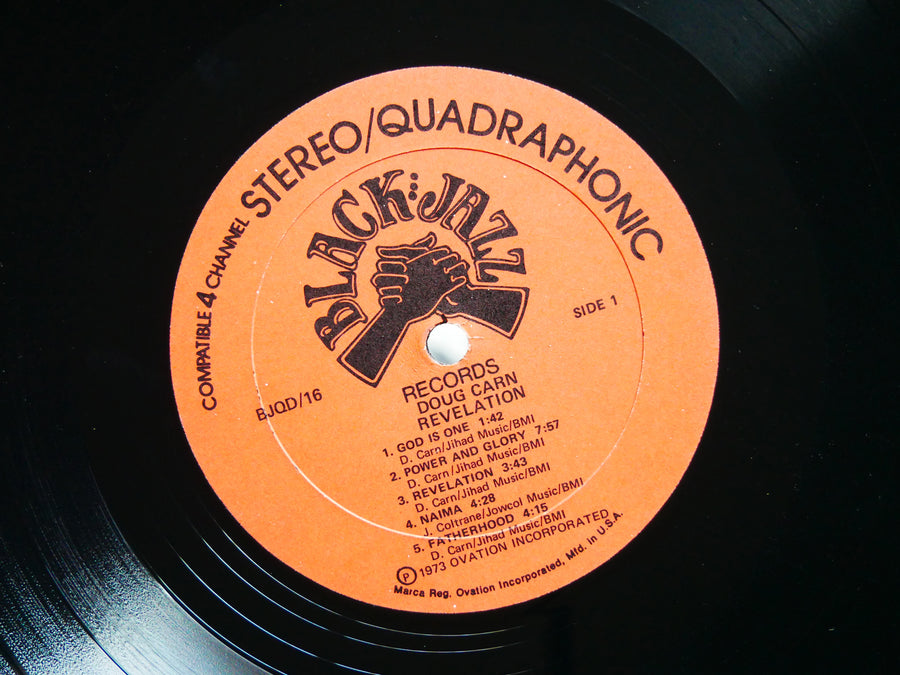 COMPATIBLE 4 CHANNEL STEREO/QUADRAPHONIC
BLACK JAZZ
SIDE 1
BJQD/16
RECORDS
DOUG CARN
REVELATION
1. GOD IS ONE 1:42
D. Carn/Jihad Music/BMI
2. POWER AND GLORY 7:57
D. Carn/Jihad Music/BMI
3. REVELATION 3:43
D. Carn/Jihad Music/BMI
4. NAIMA 4:28
J. Coltrane/Jowcol Music/BMI
5. FATHERHOOD 4:15
D. Carn/Jihad Music/BMI
Ⓟ 1973 OVATION INCORPORATED
Marca Reg. Ovation Incorporated, Mfd. in U.S.A.